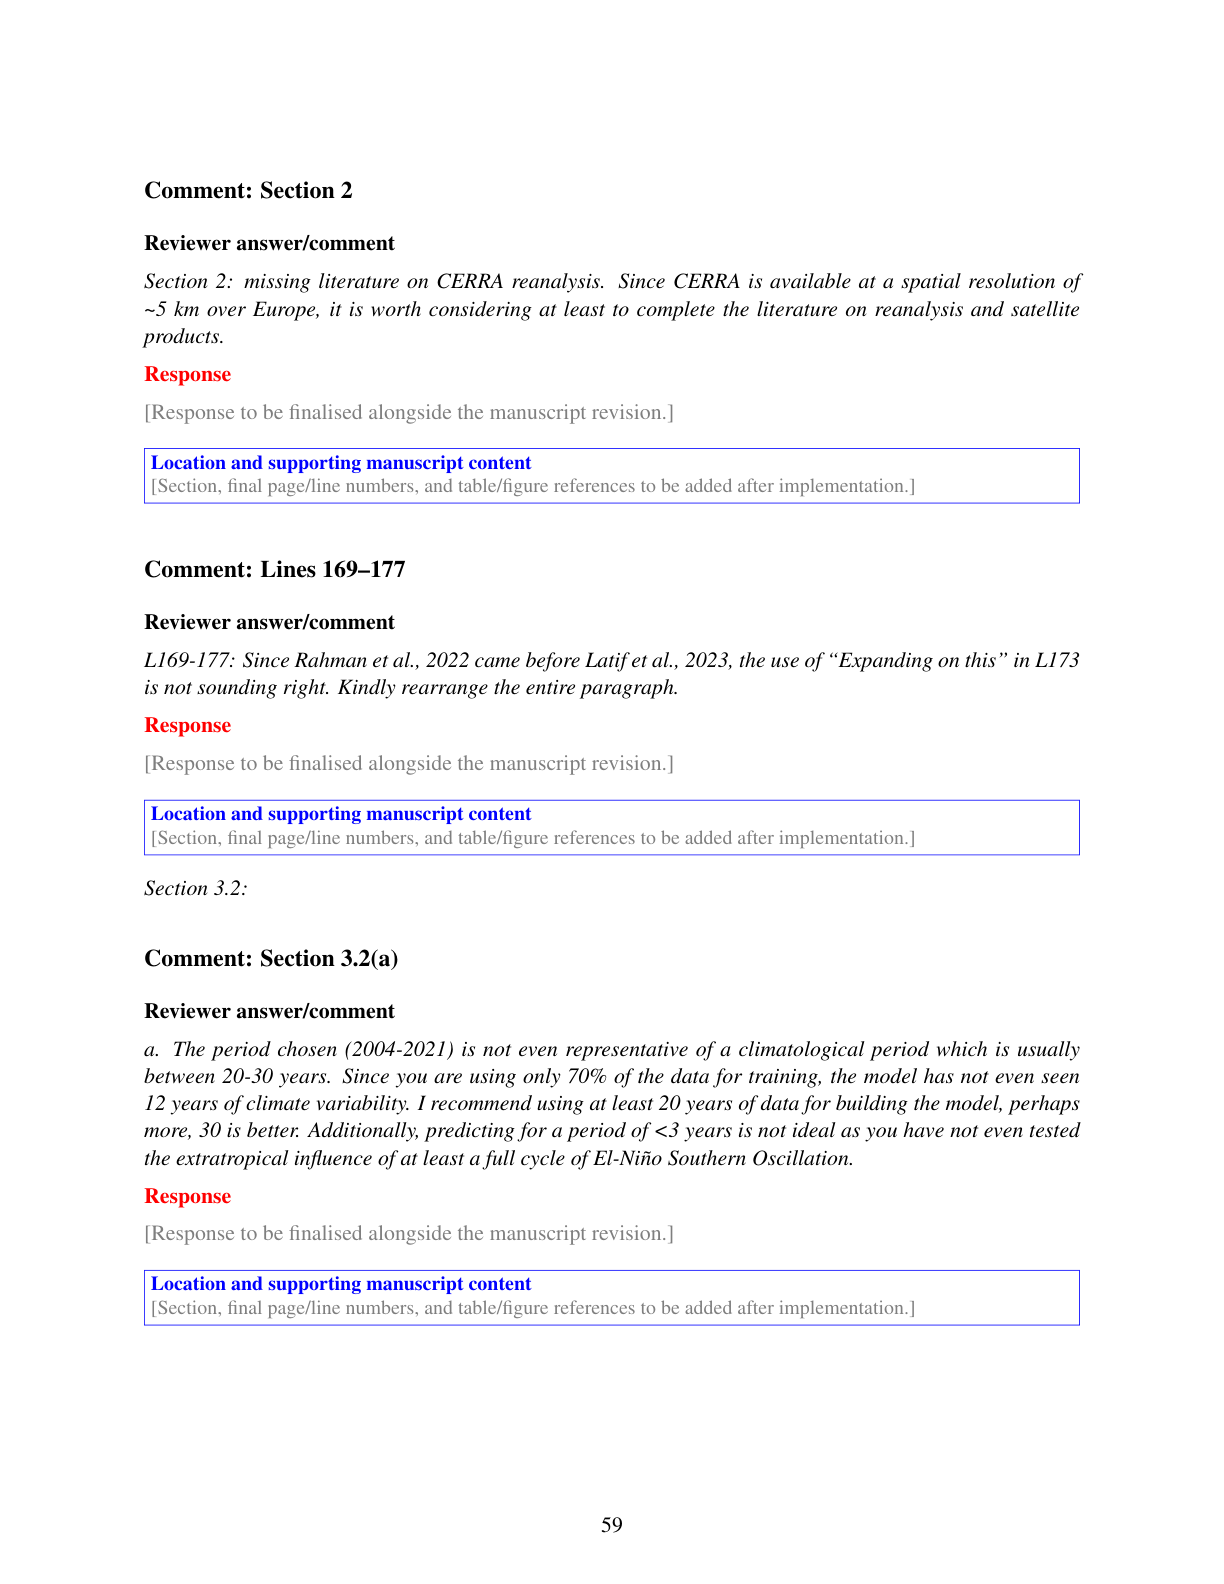 Comment: Section 2
Reviewer answer/comment
Section 2: missing literature on CERRA reanalysis. Since CERRA is available at a spatial resolution of
~5 km over Europe, it is worth considering at least to complete the literature on reanalysis and satellite
products.
Response
[Response to be finalised alongside the manuscript revision.]
Location and supporting manuscript content
[Section, final page/line numbers, and table/figure references to be added after implementation.]
Comment: Lines 169–177
Reviewer answer/comment
L169-177: Since Rahman et al., 2022 came before Latif et al., 2023, the use of “Expanding on this” in L173
is not sounding right. Kindly rearrange the entire paragraph.
Response
[Response to be finalised alongside the manuscript revision.]
Location and supporting manuscript content
[Section, final page/line numbers, and table/figure references to be added after implementation.]
Section 3.2:
Comment: Section 3.2(a)
Reviewer answer/comment
a. The period chosen (2004-2021) is not even representative of a climatological period which is usually
between 20-30 years. Since you are using only 70% of the data for training, the model has not even seen
12 years of climate variability. I recommend using at least 20 years of data for building the model, perhaps
more, 30 is better. Additionally, predicting for a period of <3 years is not ideal as you have not even tested
the extratropical influence of at least a full cycle of El-Niño Southern Oscillation.
Response
[Response to be finalised alongside the manuscript revision.]
Location and supporting manuscript content
[Section, final page/line numbers, and table/figure references to be added after implementation.]
59